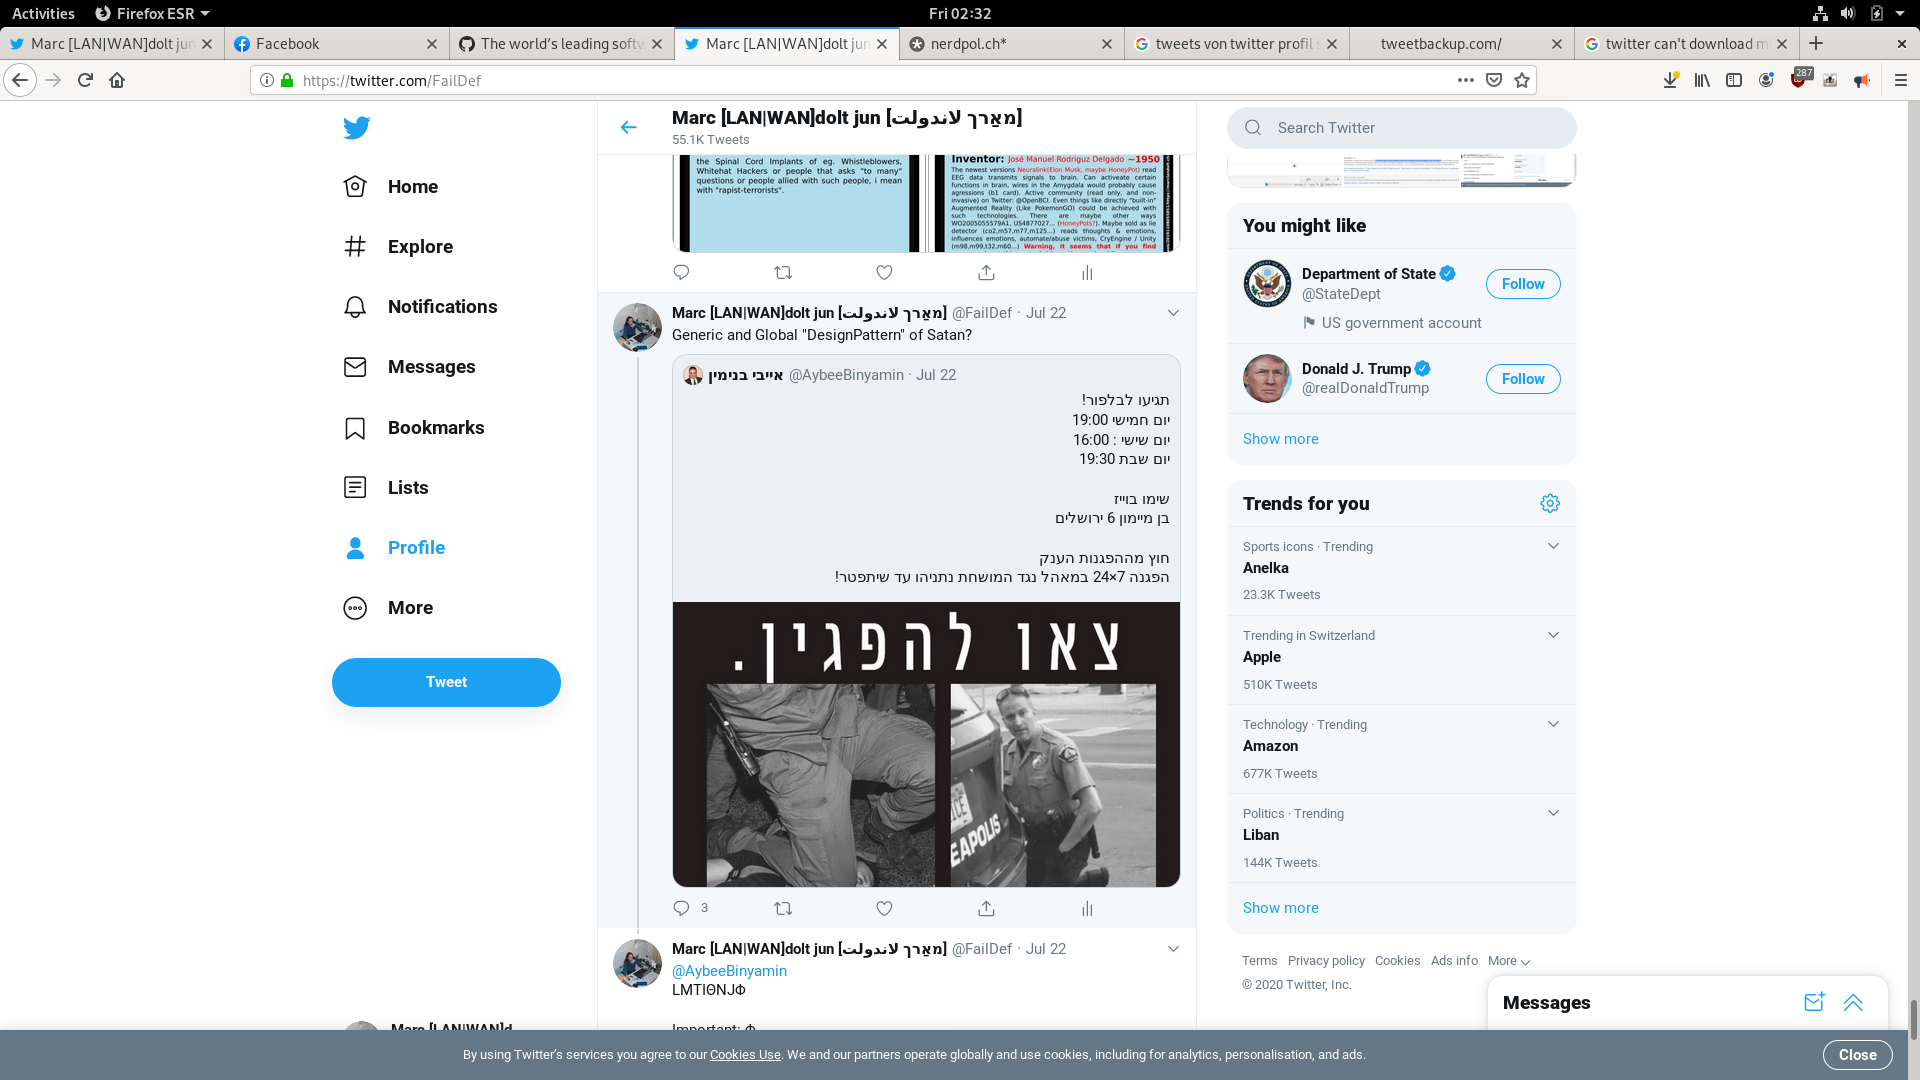 Activities
Firefox ESR
Fri 02:32
Marc [LAN|WAN]dolt jun
Facebook
The world's leading softw
Marc [LAN|WAN]dolt jun
nerdpol.ch*
tweets von twitter profil s
tweetbackup.com/
twitter can't download m
https://twitter.com/FailDef
287
Marc [LAN|WAN]dolt jun [מאַרך לאנדולת]
55.1K Tweets
Home
Explore
Notifications
Messages
Bookmarks
Lists
Profile
More
Tweet
the Spinal Cord Implants of eg. Whistleblowers,
Whitehat Hackers or people that asks "to many"
questions or people allied with such people, i mean
with "rapist-terrorists".
Inventor: José Manuel Rodriguz Delgado ~1950
The newest versions Neuralink(Elon Musk, maybe HoneyPot) read
EEG data transmits signals to brain. Can activate certain
functions in brain, wires in the Amygdala would probably cause
agressions (b1 card). Active community (read only, and non-
invasive) on Twitter: @OpenBCI. Even things like directly "built-in"
Augmented Reality (Like PokemonGO) could be achieved with
such technologies. There are maybe other ways
WO2005055579A1, US4877027... (HoneyPots?). Maybe sold as lie
detector (co2,m57,m77,m125...) reads thoughts & emotions,
influences emotions, automate/abuse victims, CryEngine / Unity
(m98,m99,t32,m60...) Warning, it seems that if you find
Marc [LAN|WAN]dolt jun [מאַרך לאנדולת] @FailDef · Jul 22
Generic and Global "DesignPattern" of Satan?
אייבי בנימין @AybeeBinyamin · Jul 22
תגיעו לבלפור!
יום חמישי 19:00
יום שישי : 16:00
יום שבת 19:30
שימו בוייז
בן מיימון 6 ירושלים
חוץ מההפגנות הענק
הפגנה 7×24 במאהל נגד המושחת נתניהו עד שיתפטר!
צאו להפגין.
ICE
EAPOLIS
3
Marc [LAN|WAN]dolt jun [מאַרך לאנדולת] @FailDef · Jul 22
@AybeeBinyamin
LMTIΘNJΦ
Important: Φ
Marc [LAN|WAN]d
Search Twitter
You might like
Department of State
@StateDept
US government account
Follow
Donald J. Trump
@realDonaldTrump
Follow
Show more
Trends for you
Sports icons · Trending
Anelka
23.3K Tweets
Trending in Switzerland
Apple
510K Tweets
Technology · Trending
Amazon
677K Tweets
Politics · Trending
Liban
144K Tweets
Show more
Terms Privacy policy Cookies Ads info More
© 2020 Twitter, Inc.
Messages
By using Twitter's services you agree to our Cookies Use. We and our partners operate globally and use cookies, including for analytics, personalisation, and ads.
Close